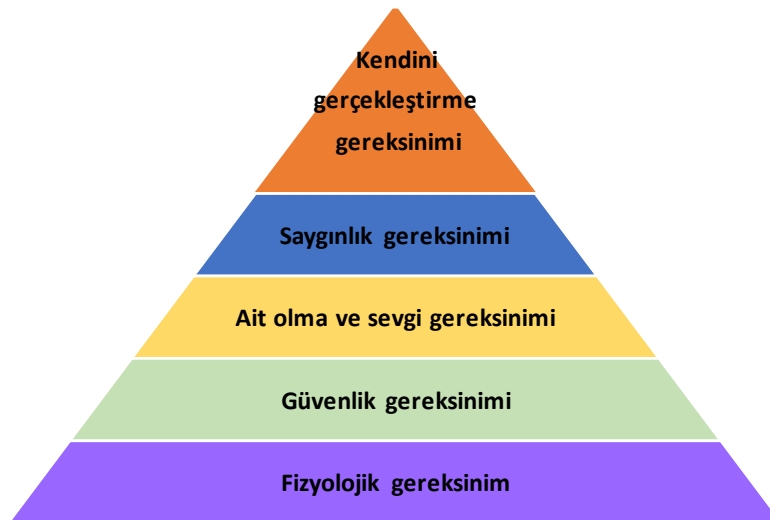 Kendini
gerçekleştirme
gereksinimi
Saygınlık gereksinimi
Ait olma ve sevgi gereksinimi
Güvenlik gereksinimi
Fizyolojik gereksinim